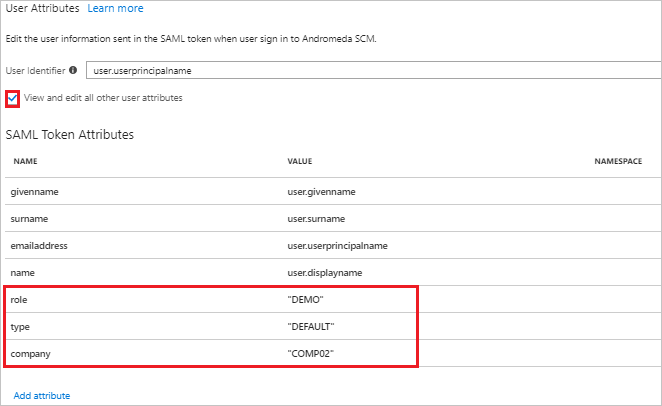 User Attributes Learn more
Edit the user information sent in the SAML token when user sign in to Andromeda SCM.
User Identifier user.userprincipalname
View and edit all other user attributes
SAML Token Attributes
NAME VALUE NAMESPACE
givenname user.givenname
surname user.surname
emailaddress user.userprincipalname
name user.displayname
role "DEMO"
type "DEFAULT"
company "COMP02"
Add attribute